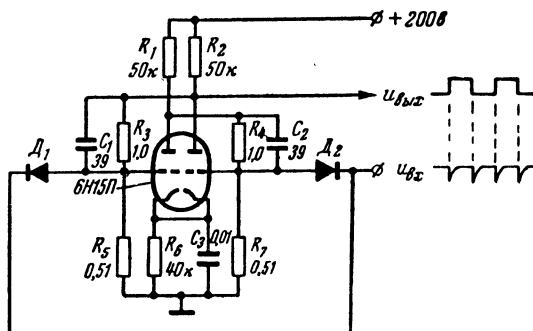 +200в
R₁
50к
R₂
50к
uвых
C₁
39
R₃
1,0
R₄
1,0
C₂
39
Д₁
Д₂
6Н15П
uвх
R₅
0,51
R₆
40к
C₃
0,01
R₇
0,51